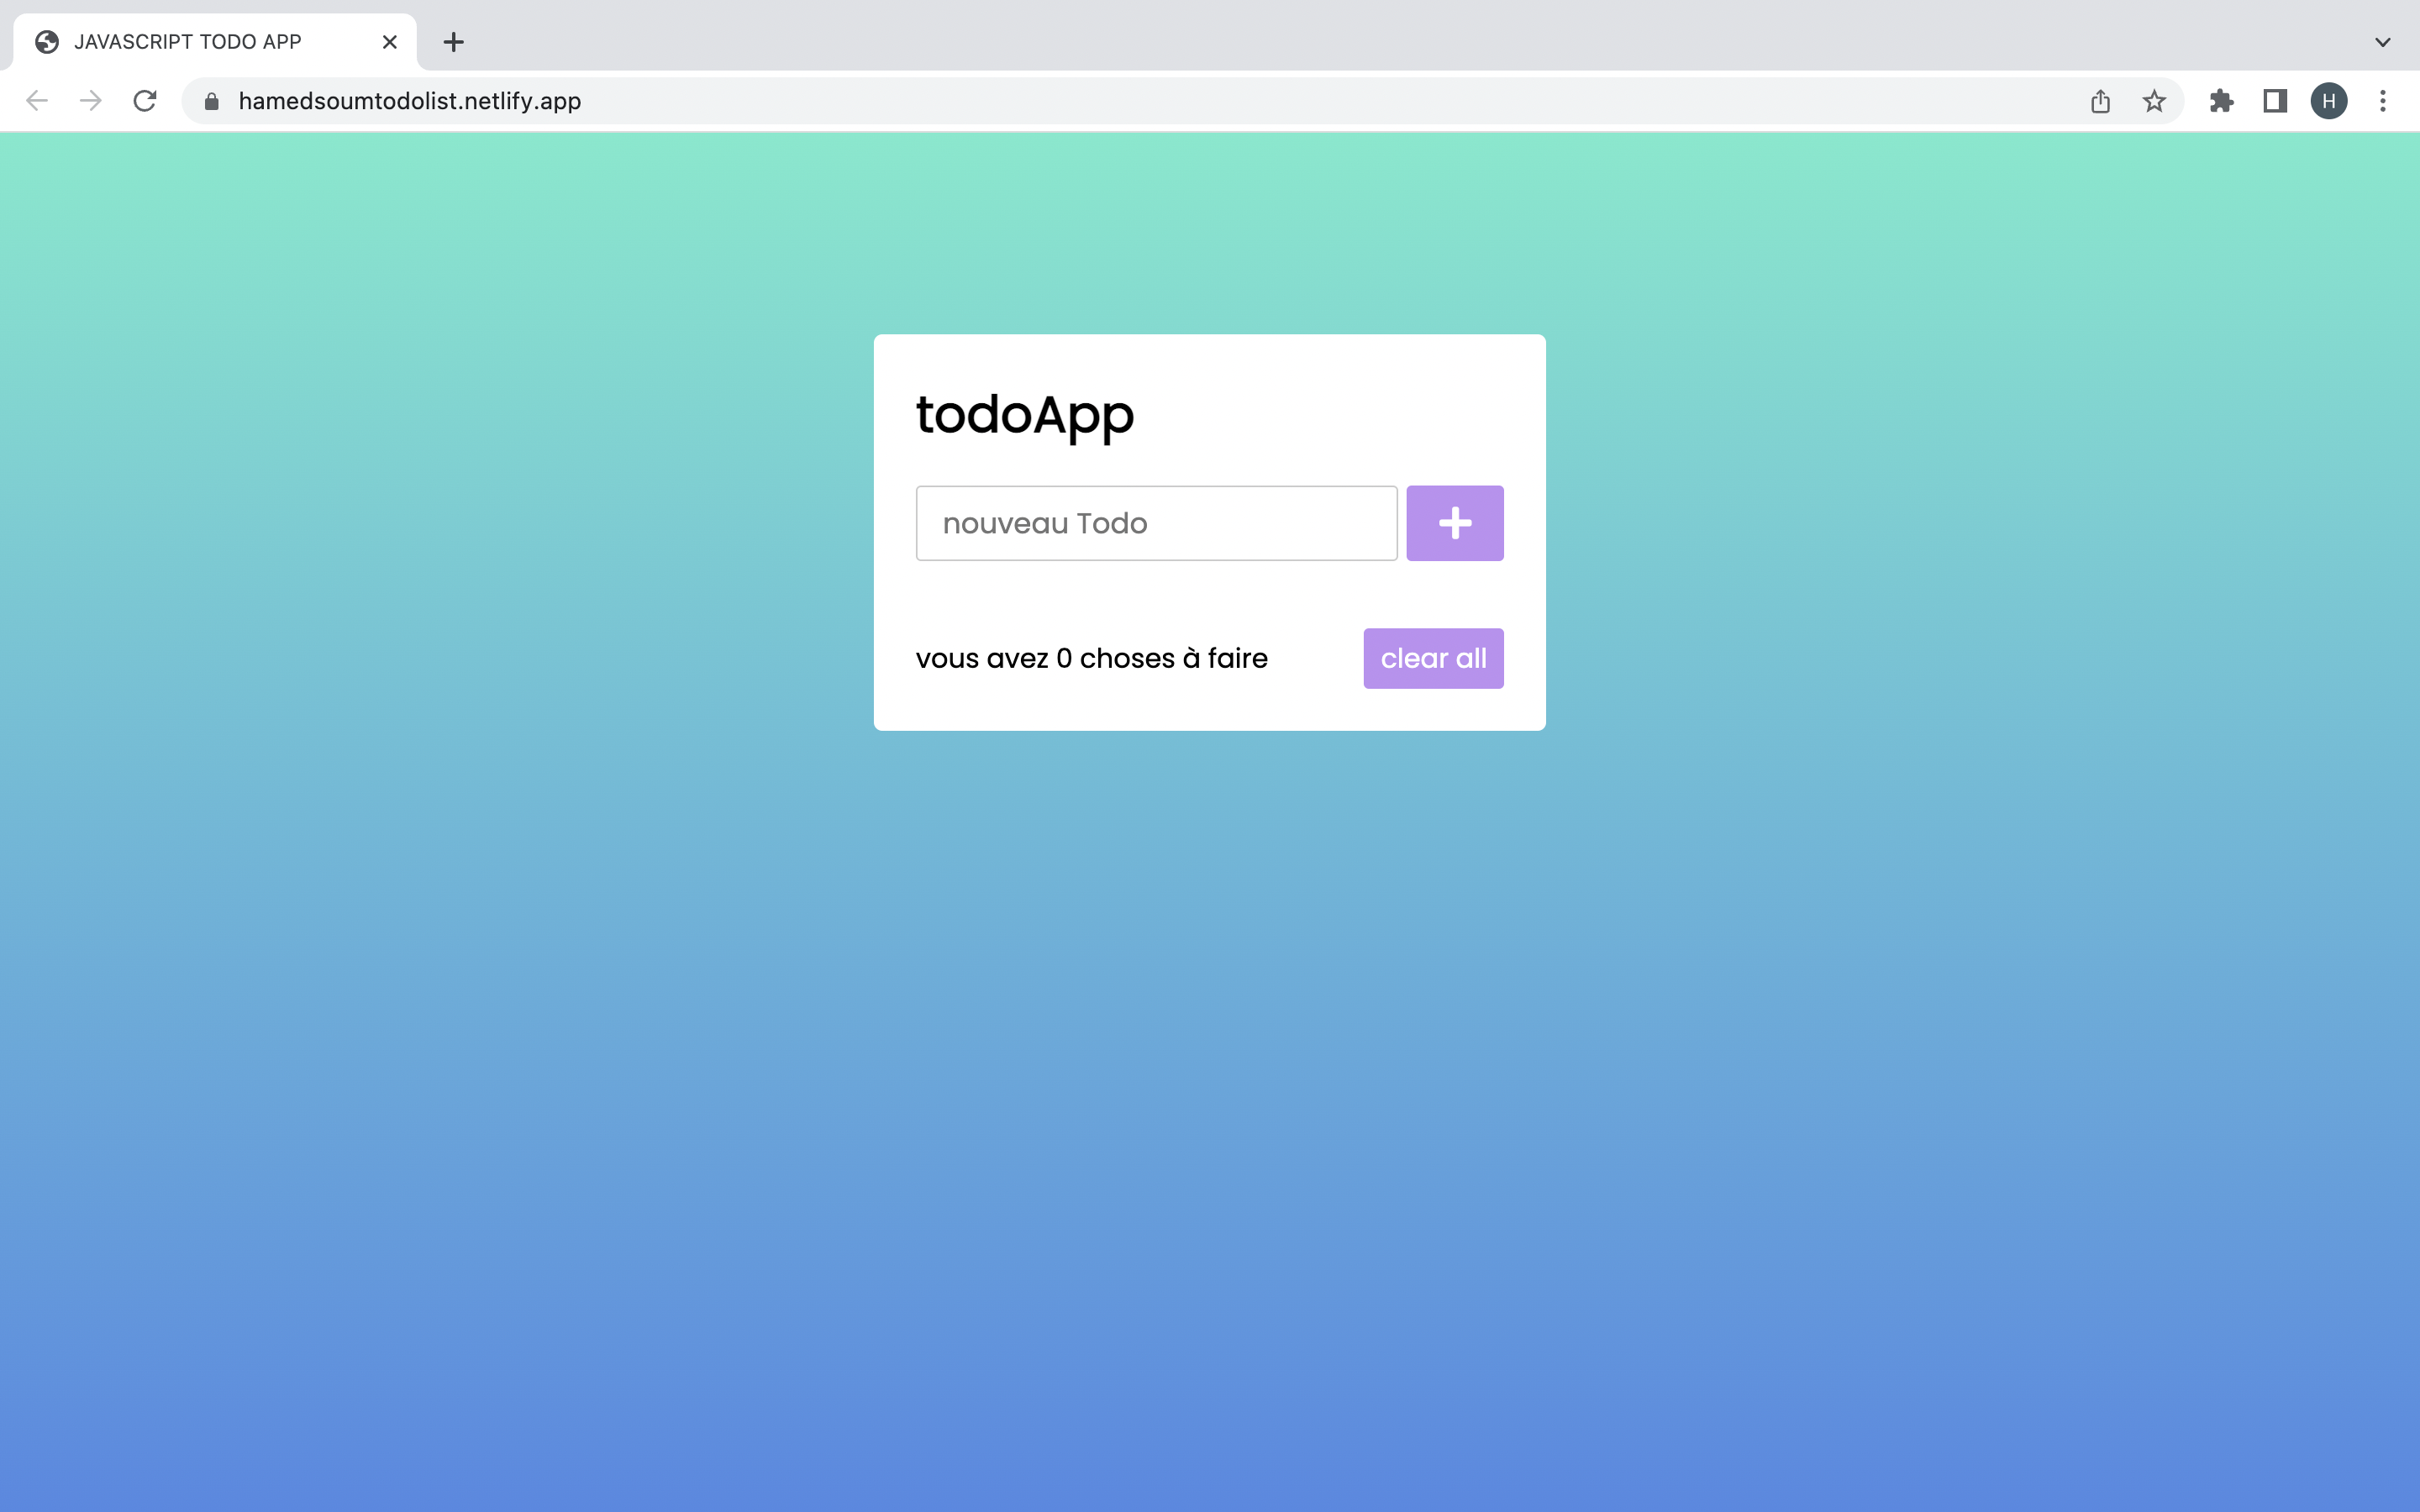 JAVASCRIPT TODO APP
hamedsoumtodolist.netlify.app
H
todoApp
nouveau Todo
vous avez 0 choses à faire
clear all